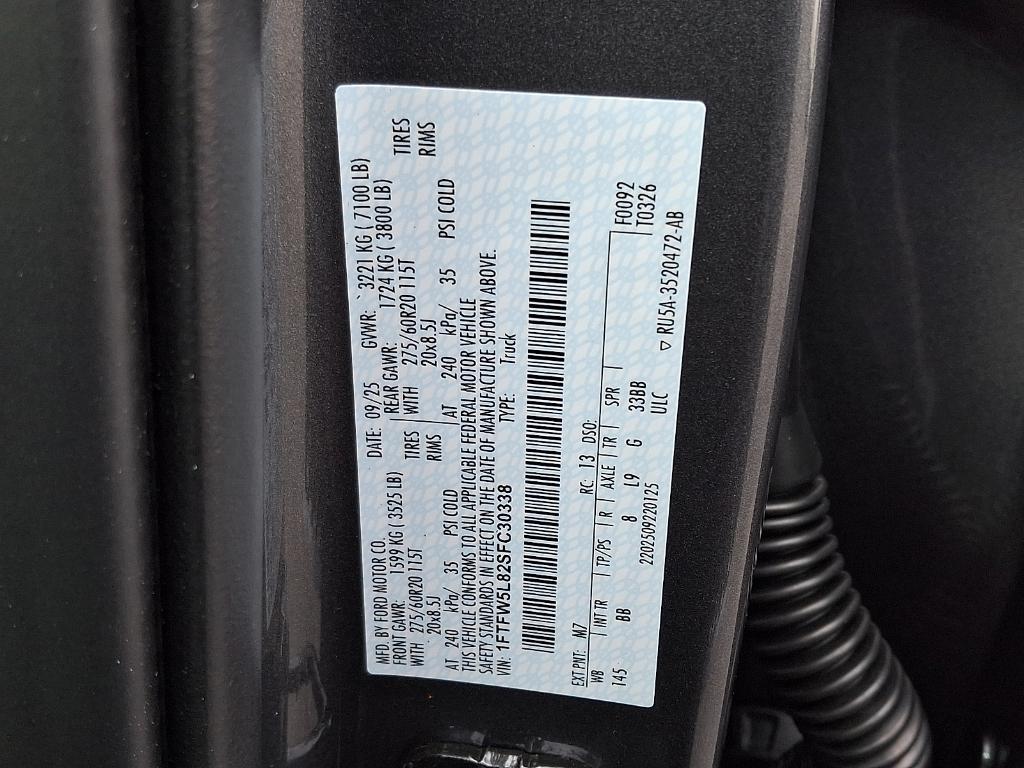 MFD. BY FORD MOTOR CO. DATE: 09/25 GVWR: 3221 KG ( 7100 LB)
FRONT GAWR: 1599 KG (3525 LB) REAR GAWR: 1724 KG ( 3800 LB)
WITH 275/60R20 115T TIRES WITH 275/60R20 115T TIRES
20x8.5J RIMS 20x8.5J RIMS
AT 240 kPa/ 35 PSI COLD AT 240 kPa/ 35 PSI COLD
THIS VEHICLE CONFORMS TO ALL APPLICABLE FEDERAL MOTOR VEHICLE
SAFETY STANDARDS IN EFFECT ON THE DATE OF MANUFACTURE SHOWN ABOVE.
VIN: 1FTFW5L82SFC30338 TYPE: Truck
EXT PNT: M7 RC: 13 DSO:
WB INT TR TP/PS R AXLE TR SPR F0092
145 BB 8 L9 G 33BB T0326
2202509220125 ULC ▽ RU5A-3520472-AB